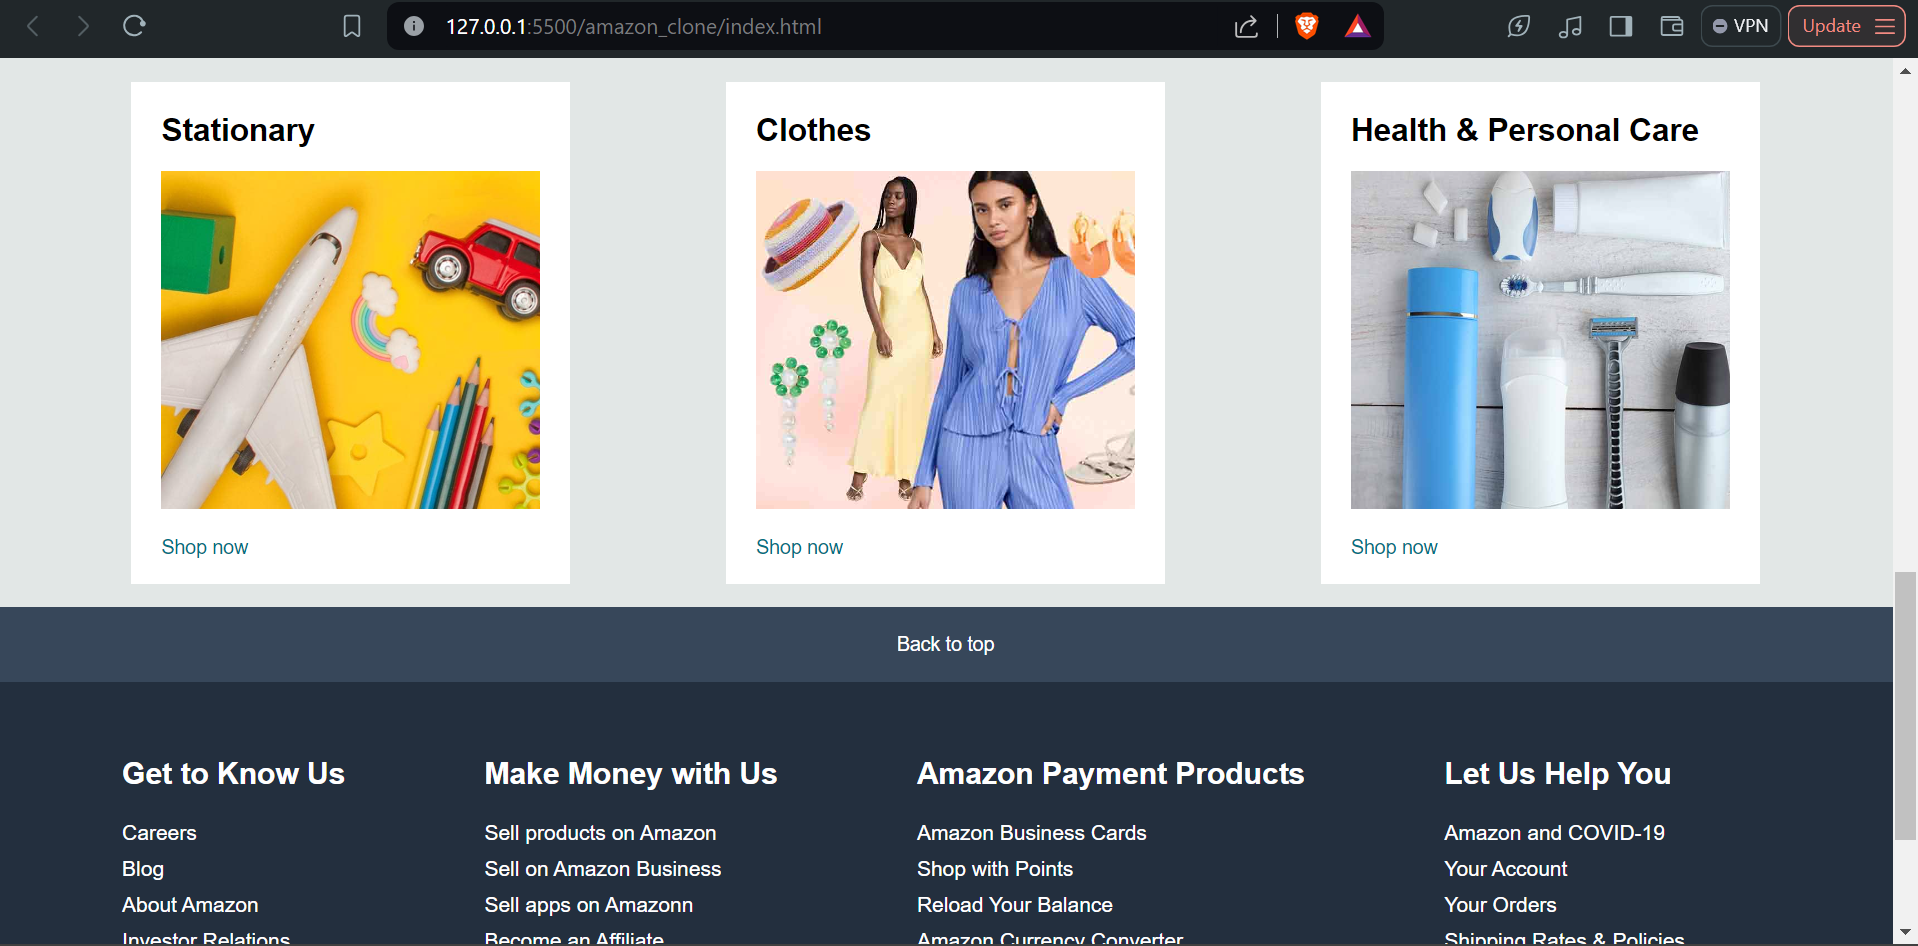 127.0.0.1:5500/amazon_clone/index.html
VPN
Update
Stationary
Clothes
Health & Personal Care
Shop now
Shop now
Shop now
Back to top
Get to Know Us
Make Money with Us
Amazon Payment Products
Let Us Help You
Careers
Sell products on Amazon
Amazon Business Cards
Amazon and COVID-19
Blog
Sell on Amazon Business
Shop with Points
Your Account
About Amazon
Sell apps on Amazonn
Reload Your Balance
Your Orders
Investor Relations
Become an Affiliate
Amazon Currency Converter
Shipping Rates & Policies